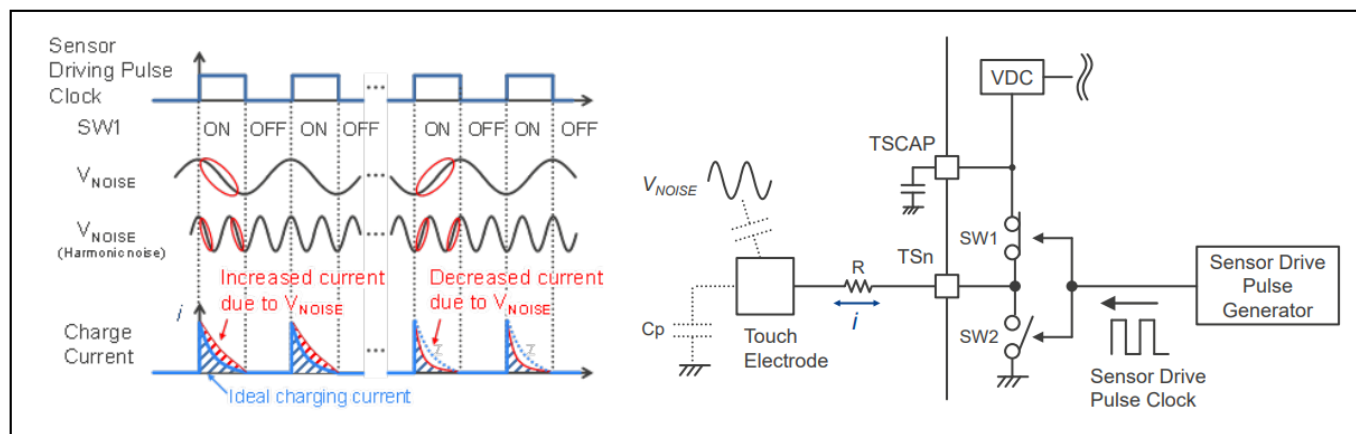 Sensor
Driving Pulse
Clock
...
SW1 ON OFF ON OFF ON OFF ON OFF
VNOISE
...
VNOISE
(Harmonic noise)
...
Increased current
due to VNOISE
Decreased current
due to VNOISE
i
Charge
Current
...
Ideal charging current
VDC
TSCAP
VNOISE
SW1
TSn
R
i
Cp
Touch
Electrode
SW2
Sensor Drive
Pulse
Generator
Sensor Drive
Pulse Clock